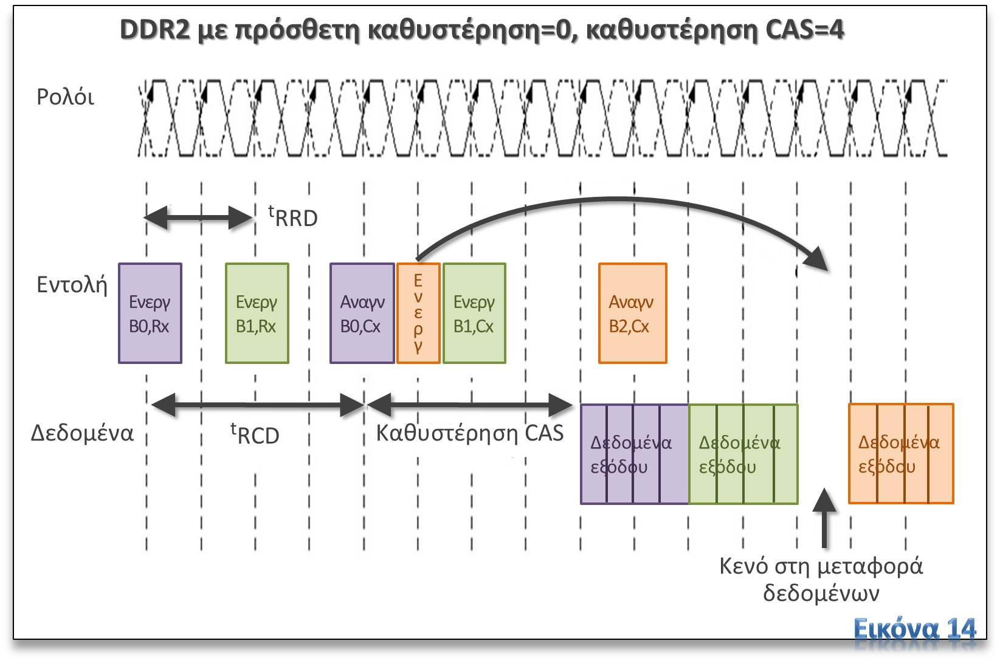 DDR2 με πρόσθετη καθυστέρηση=0, καθυστέρηση CAS=4
Ρολόι
tRRD
Εντολή
Ενεργ
B0,Rx
Ενεργ
B1,Rx
Αναγν
B0,Cx
Ενεργ
Ενεργ
B1,Cx
Αναγν
B2,Cx
Δεδομένα
tRCD
Καθυστέρηση CAS
Δεδομένα
εξόδου
Δεδομένα
εξόδου
Δεδομένα
εξόδου
Κενό στη μεταφορά
δεδομένων
Εικόνα 14